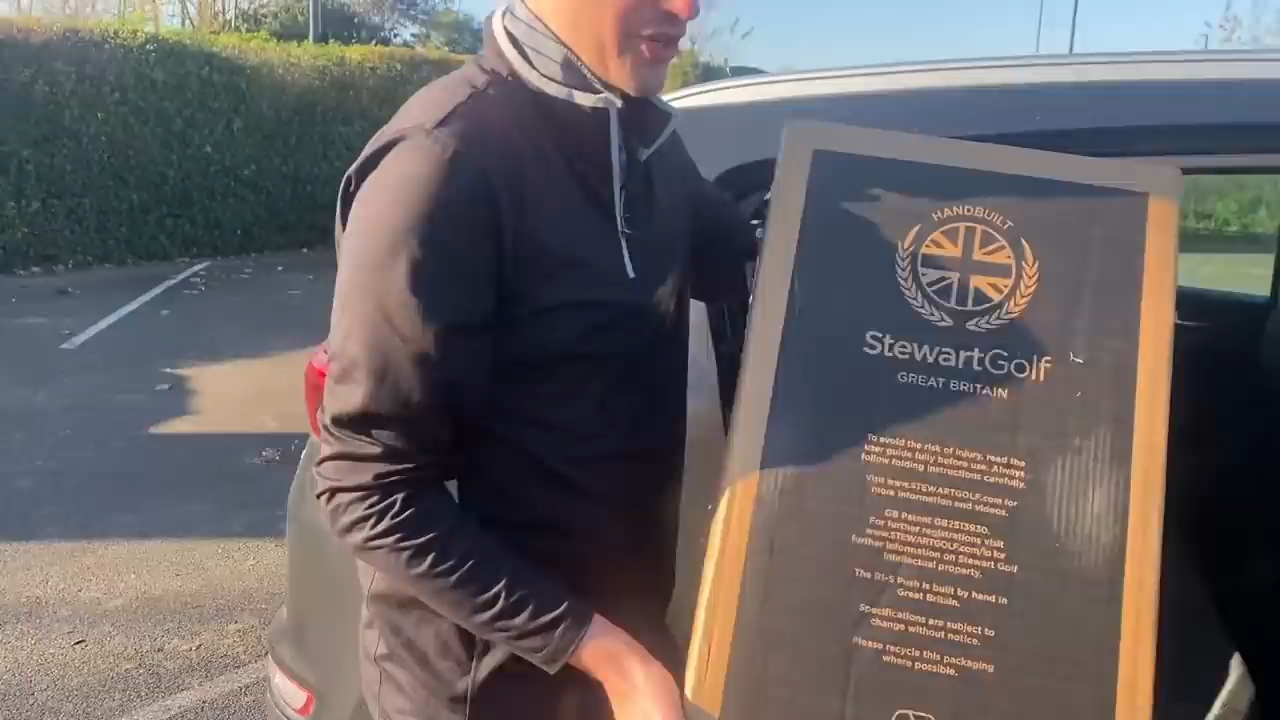 HANDBUILT
StewartGolf
GREAT BRITAIN
To avoid the risk of injury, read the
user guide fully before use. Always
follow folding instructions carefully.
Visit www.STEWARTGOLF.com for
more information and videos.
GB Patent GB2513930.
For further registrations visit
www.STEWARTGOLF.com/ip for
further information on Stewart Golf
intellectual property.
The R1-S Push is built by hand in
Great Britain.
Specifications are subject to
change without notice.
Please recycle this packaging
where possible.